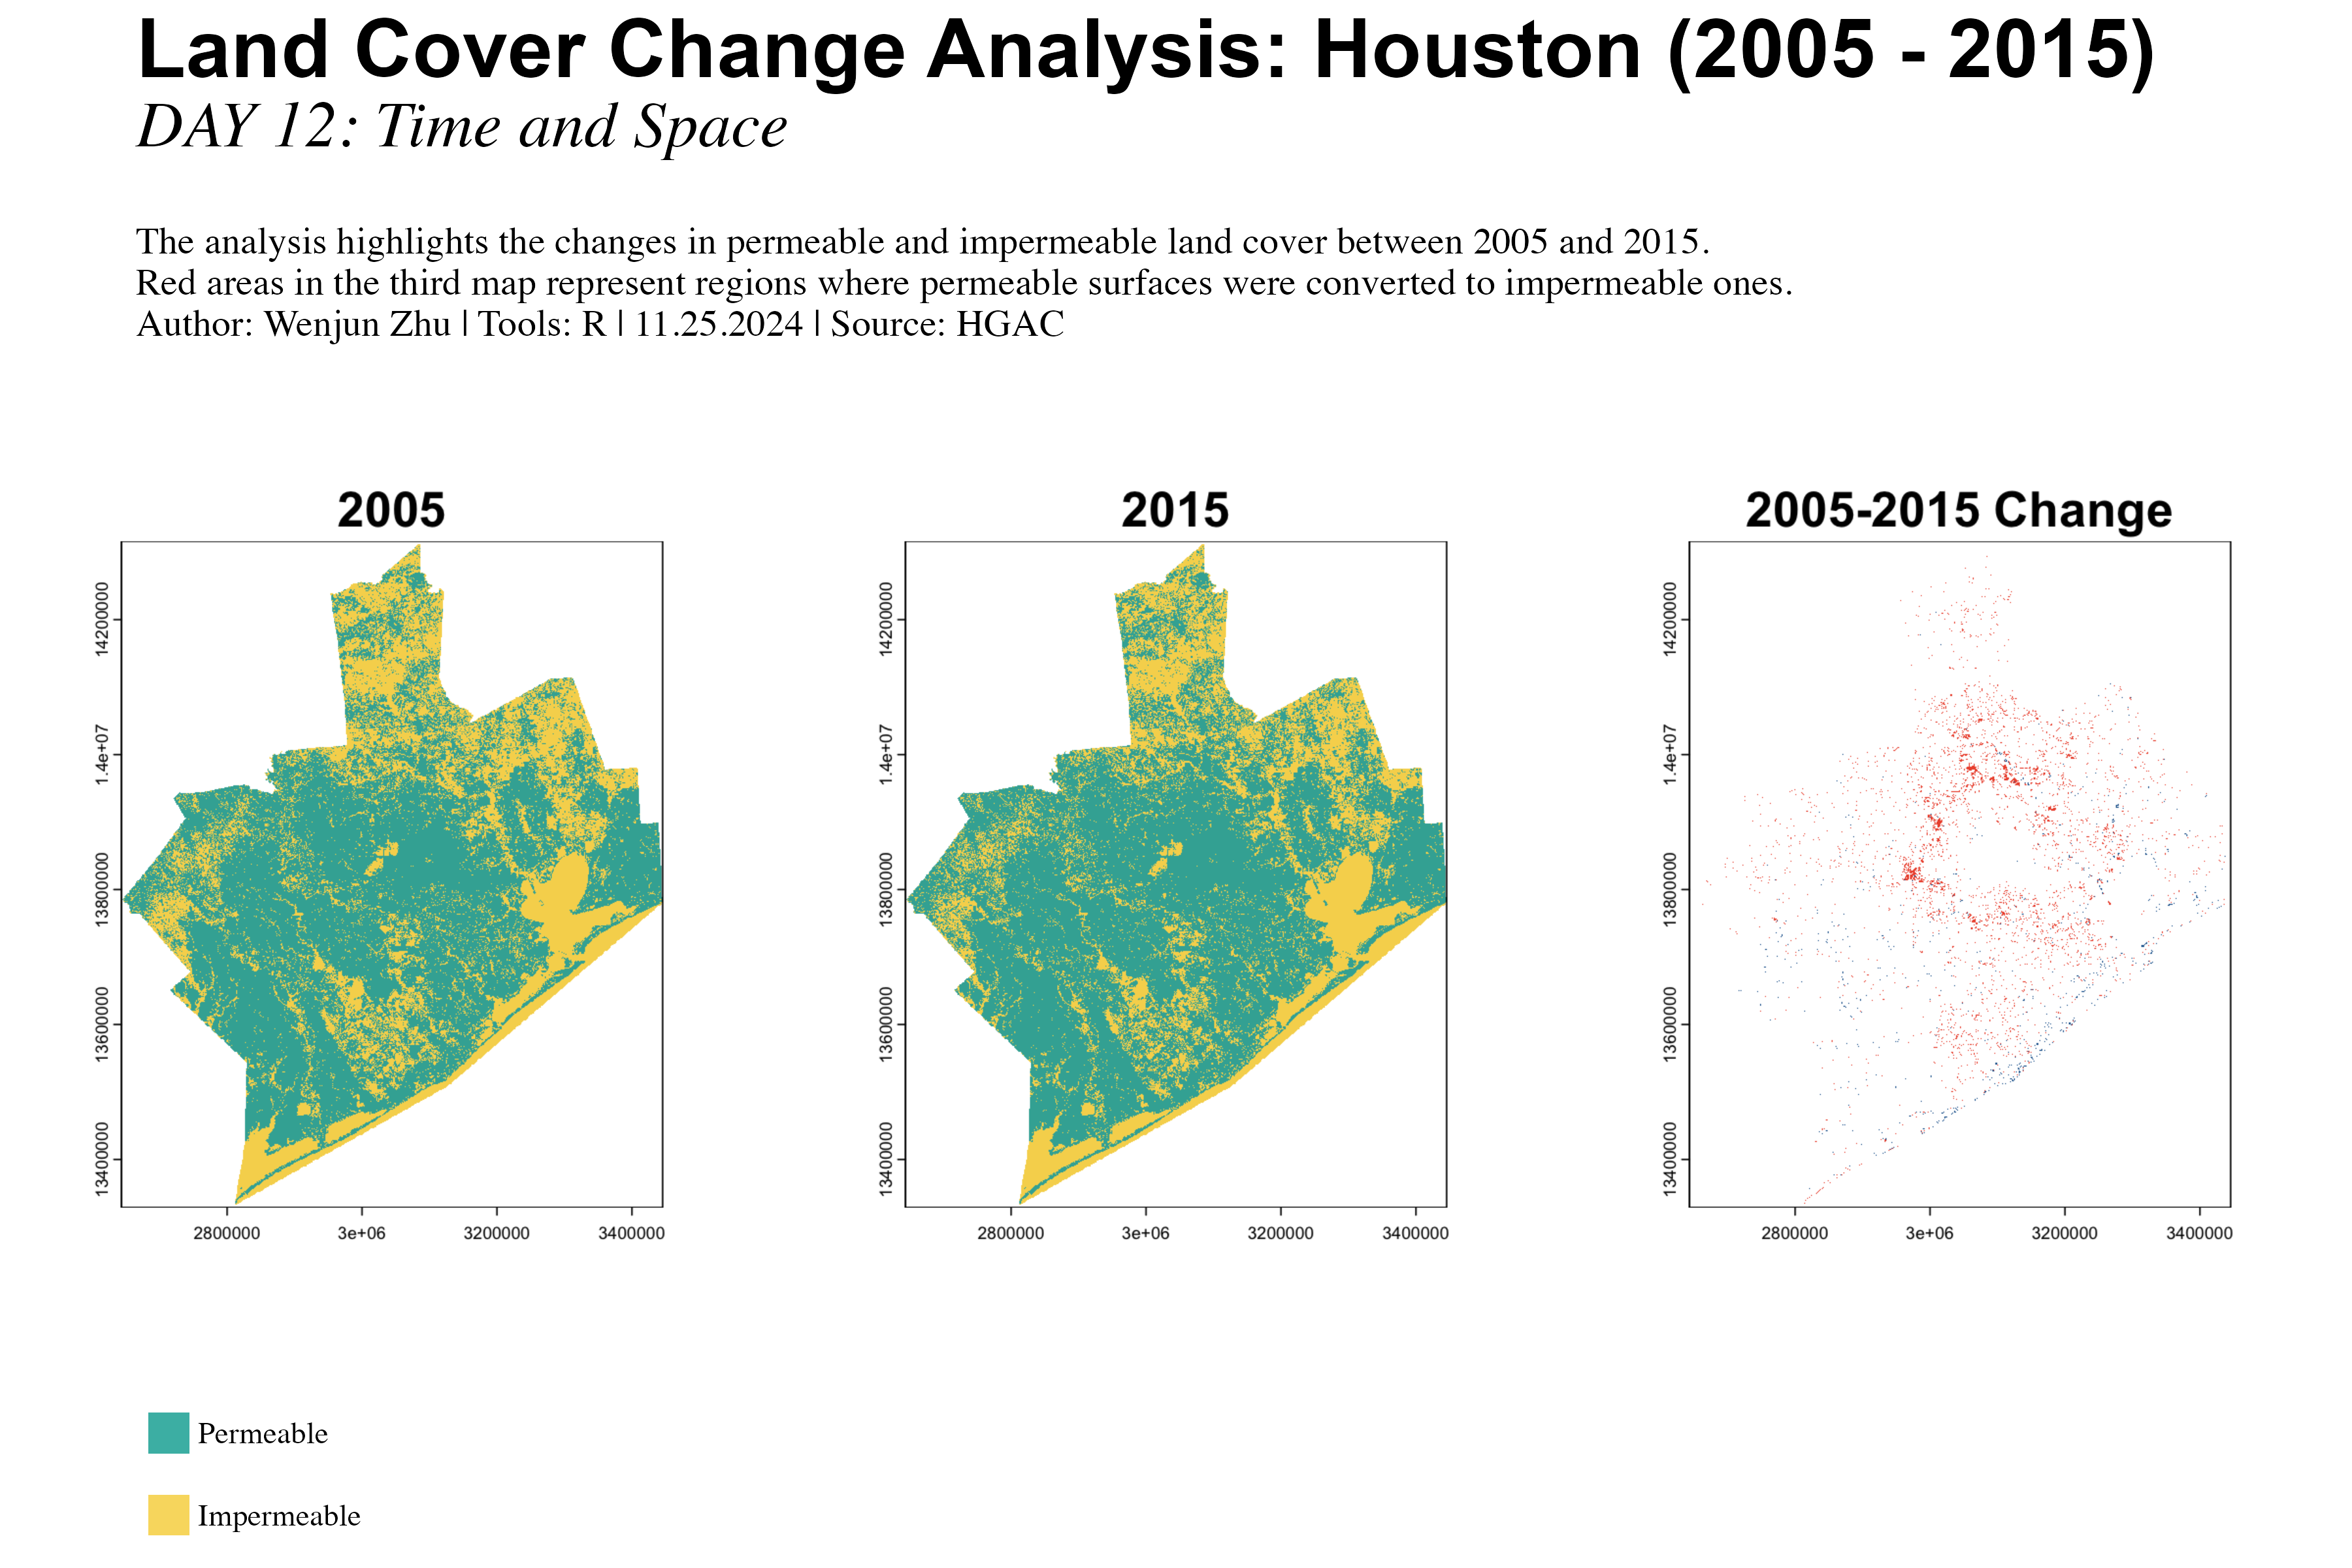 Land Cover Change Analysis: Houston (2005 - 2015)
DAY 12: Time and Space
The analysis highlights the changes in permeable and impermeable land cover between 2005 and 2015.
Red areas in the third map represent regions where permeable surfaces were converted to impermeable ones.
Author: Wenjun Zhu | Tools: R | 11.25.2024 | Source: HGAC
2005
14200000
1.4e+07
13800000
13600000
13400000
2800000 3e+06 3200000 3400000
2015
14200000
1.4e+07
13800000
13600000
13400000
2800000 3e+06 3200000 3400000
2005-2015 Change
14200000
1.4e+07
13800000
13600000
13400000
2800000 3e+06 3200000 3400000
Permeable
Impermeable